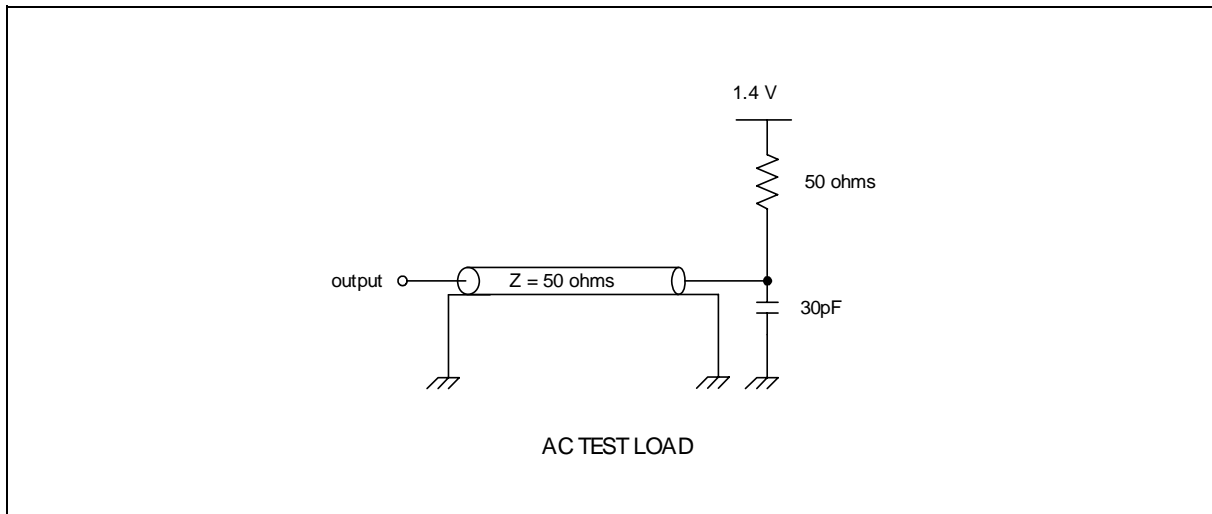 1.4 V
50 ohms
output
Z = 50 ohms
30pF
AC TEST LOAD